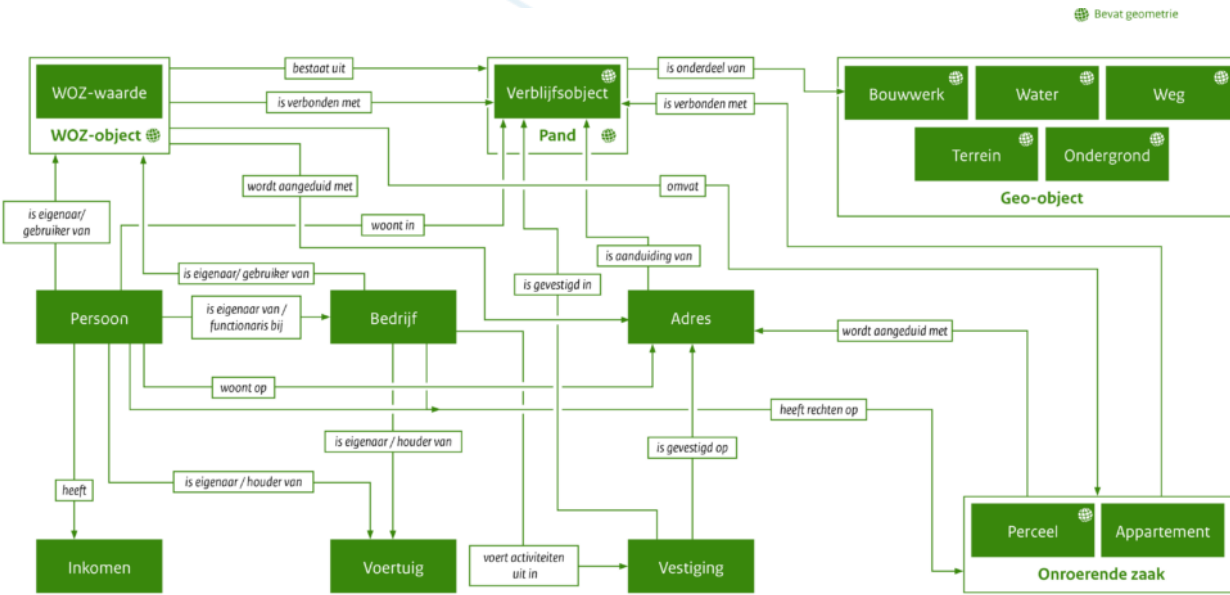 Bevat geometrie
bestaat uit
is onderdeel van
WOZ-waarde
Verblijfsobject
Bouwwerk
Water
Weg
is verbonden met
is verbonden met
WOZ-object
Pand
Terrein
Ondergrond
wordt aangeduid met
omvat
Geo-object
is eigenaar/
gebruiker van
woont in
is aanduiding van
is eigenaar/ gebruiker van
is gevestigd in
Persoon
is eigenaar van /
functionaris bij
Bedrijf
Adres
wordt aangeduid met
woont op
heeft rechten op
is eigenaar / houder van
is gevestigd op
heeft
is eigenaar / houder van
Perceel
Appartement
Inkomen
Voertuig
voert activiteiten
uit in
Vestiging
Onroerende zaak